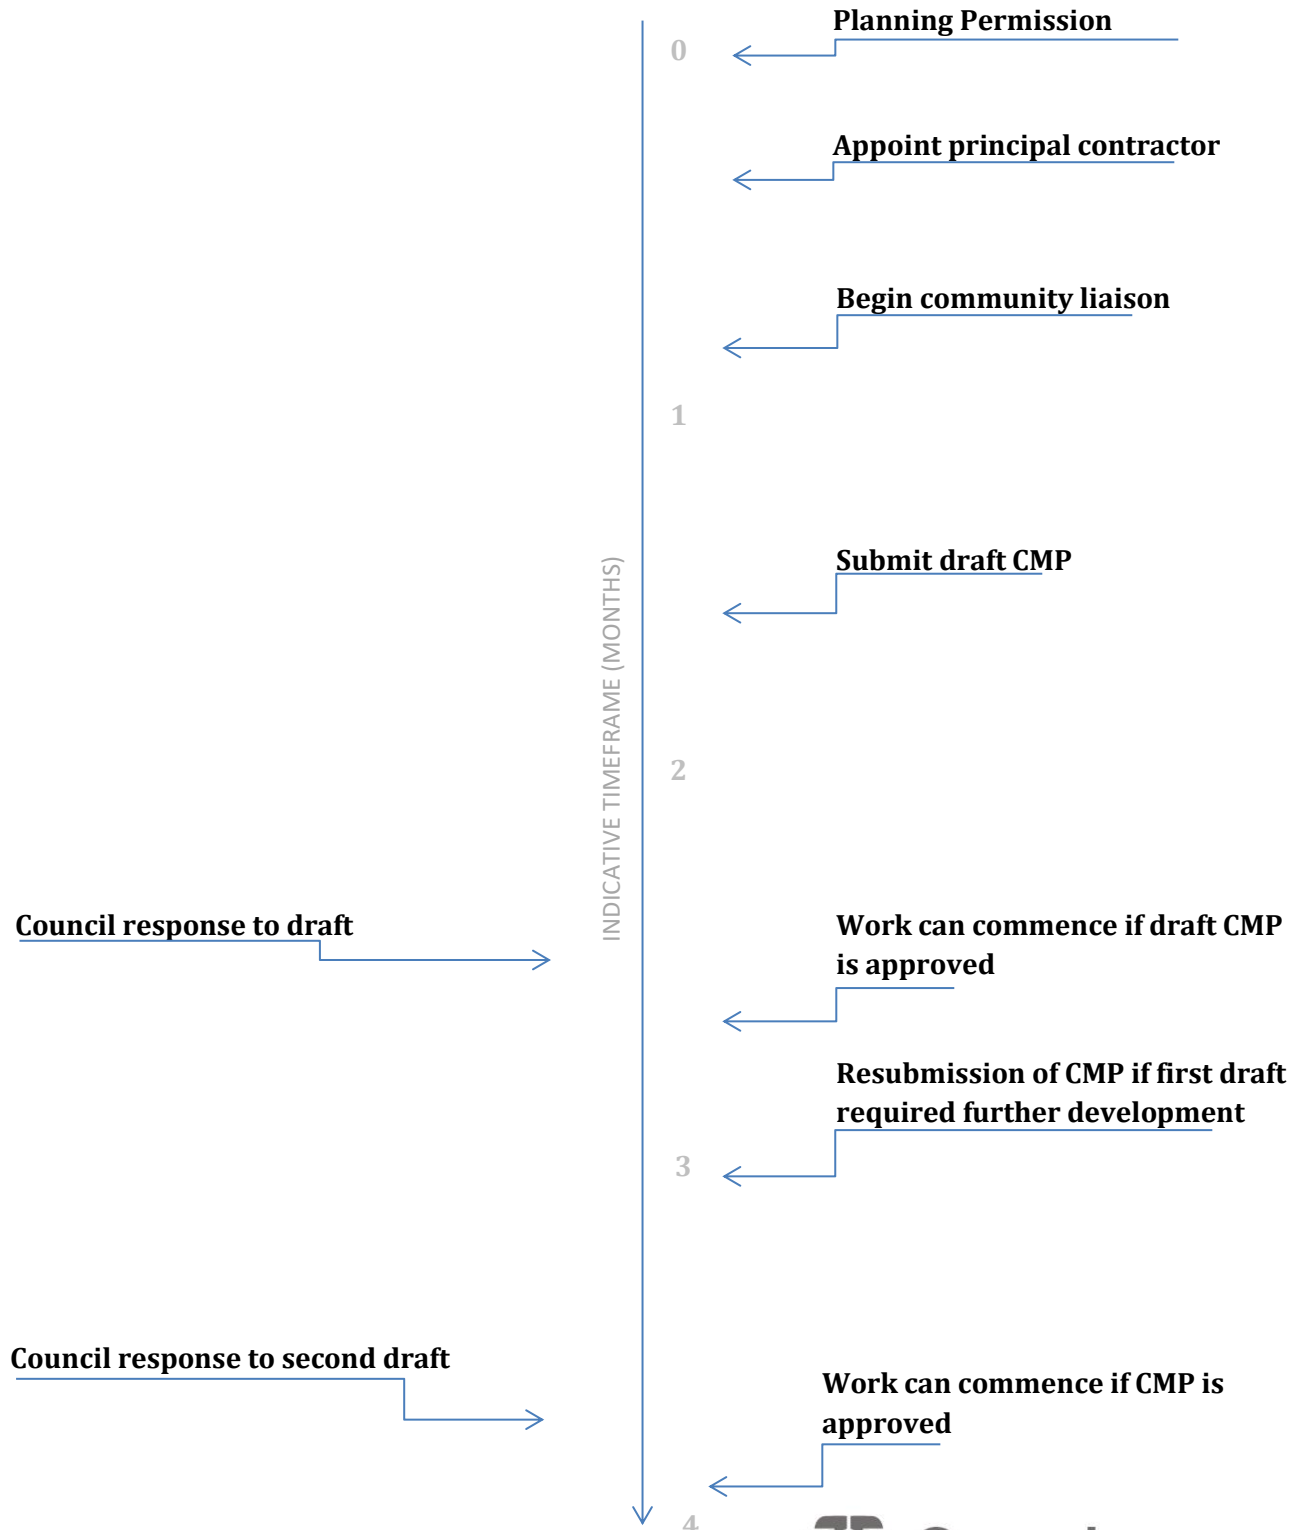 Planning Permission
0
Appoint principal contractor
Begin community liaison
1
Submit draft CMP
INDICATIVE TIMEFRAME (MONTHS)
2
Council response to draft
Work can commence if draft CMP
is approved
Resubmission of CMP if first draft
required further development
3
Council response to second draft
Work can commence if CMP is
approved
4